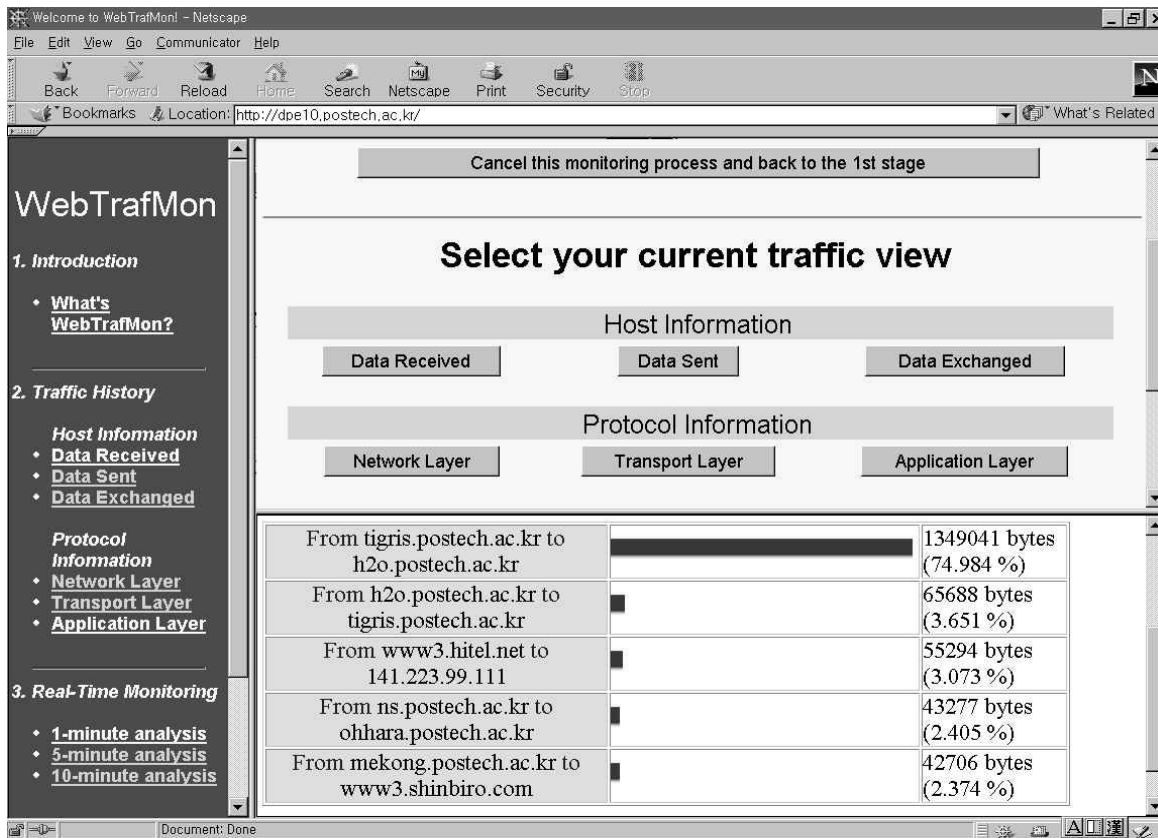 Welcome to WebTrafMon! - Netscape
File Edit View Go Communicator Help
Back Forward Reload Home Search Netscape Print Security Stop
My
N
Bookmarks Location: http://dpe10.postech.ac.kr/ What's Related
WebTrafMon
1. Introduction
What's
WebTrafMon?
2. Traffic History
Host Information
Data Received
Data Sent
Data Exchanged
Protocol
Information
Network Layer
Transport Layer
Application Layer
3. Real-Time Monitoring
1-minute analysis
5-minute analysis
10-minute analysis
Cancel this monitoring process and back to the 1st stage
Select your current traffic view
Host Information
Data Received Data Sent Data Exchanged
Protocol Information
Network Layer Transport Layer Application Layer
From tigris.postech.ac.kr to 1349041 bytes
h2o.postech.ac.kr (74.984 %)
From h2o.postech.ac.kr to 65688 bytes
tigris.postech.ac.kr (3.651 %)
From www3.hitel.net to 55294 bytes
141.223.99.111 (3.073 %)
From ns.postech.ac.kr to 43277 bytes
ohhara.postech.ac.kr (2.405 %)
From mekong.postech.ac.kr to 42706 bytes
www3.shinbiro.com (2.374 %)
Document: Done
A 漢